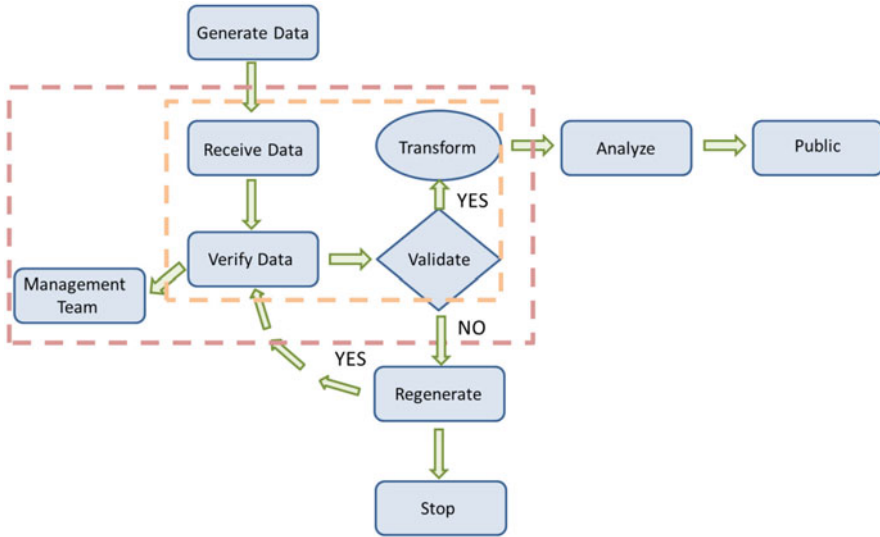 Generate Data
Receive Data
Transform
Analyze
Public
YES
Verify Data
Validate
Management
Team
NO
YES
Regenerate
Stop